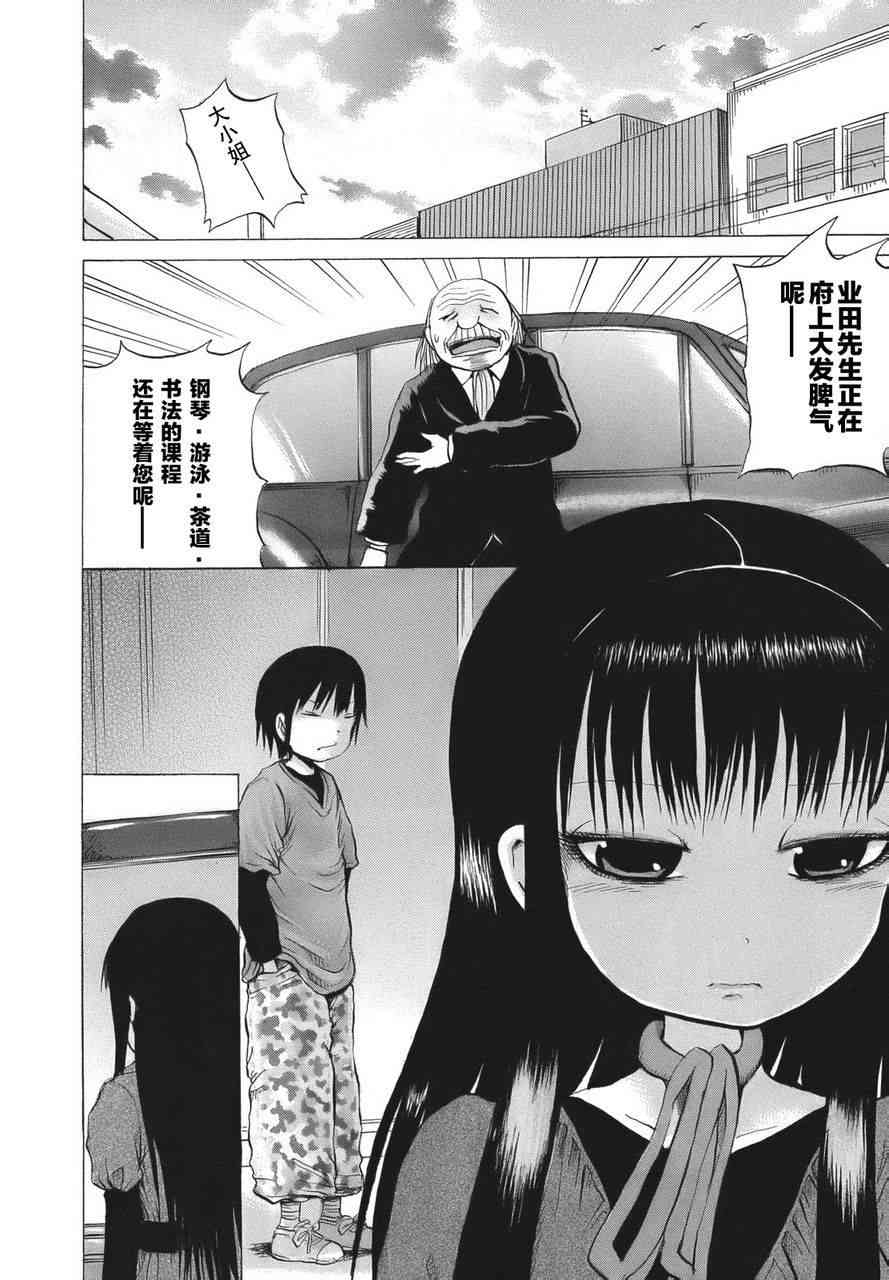 大小姐——
业田先生正在
府上大发脾气
呢——
钢琴·游泳·茶道·
书法的课程
还在等着您呢——